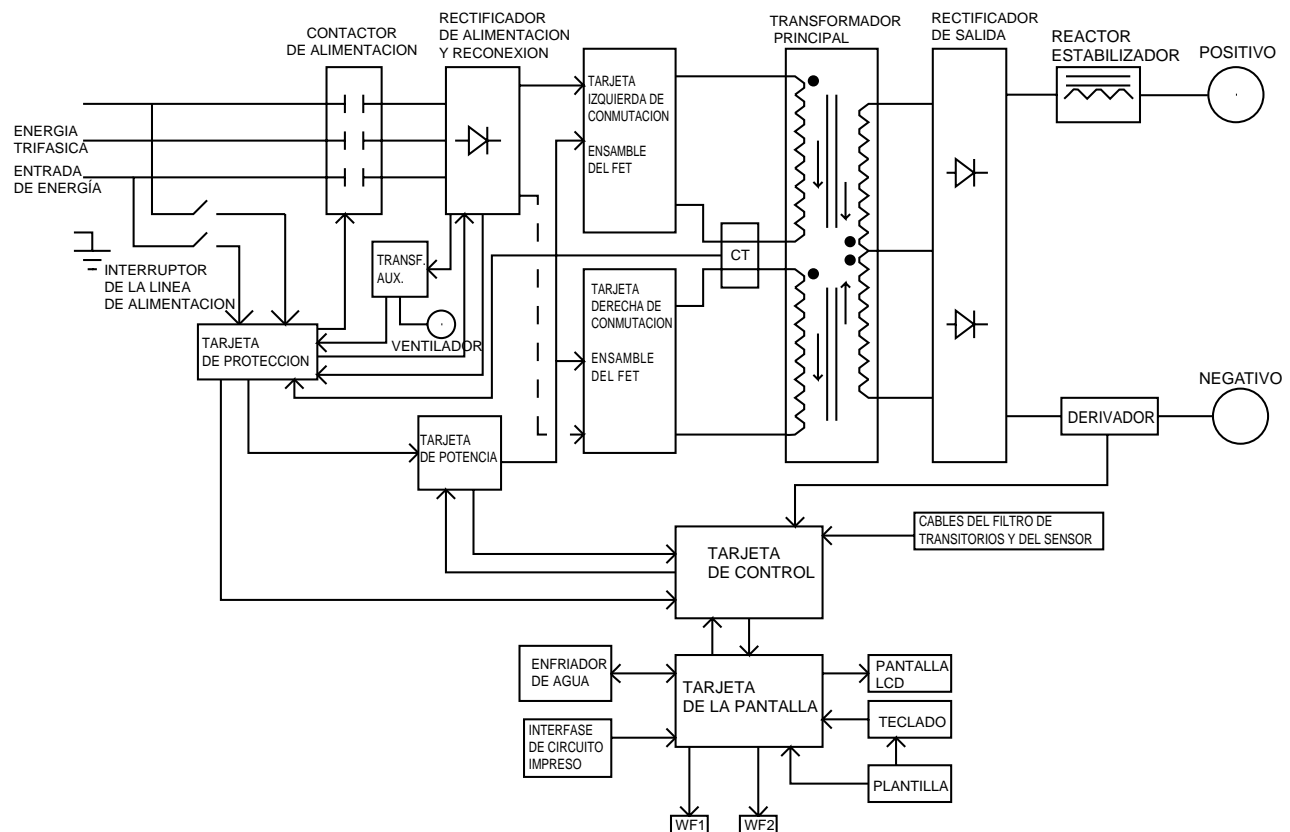 CONTACTOR
DE ALIMENTACION
RECTIFICADOR
DE ALIMENTACION
Y RECONEXION
TRANSFORMADOR
PRINCIPAL
RECTIFICADOR
DE SALIDA
REACTOR
ESTABILIZADOR
POSITIVO
TARJETA
IZQUIERDA DE
CONMUTACION
ENSAMBLE
DEL FET
ENERGIA
TRIFASICA
ENTRADA
DE ENERGÍA
INTERRUPTOR
DE LA LINEA
DE ALIMENTACION
TRANSF.
AUX.
CT
VENTILADOR
TARJETA
DERECHA DE
CONMUTACION
ENSAMBLE
DEL FET
TARJETA
DE PROTECCION
NEGATIVO
DERIVADOR
TARJETA
DE POTENCIA
CABLES DEL FILTRO DE
TRANSITORIOS Y DEL SENSOR
TARJETA
DE CONTROL
ENFRIADOR
DE AGUA
TARJETA
DE LA PANTALLA
PANTALLA
LCD
TECLADO
INTERFASE
DE CIRCUITO
IMPRESO
PLANTILLA
WF1
WF2